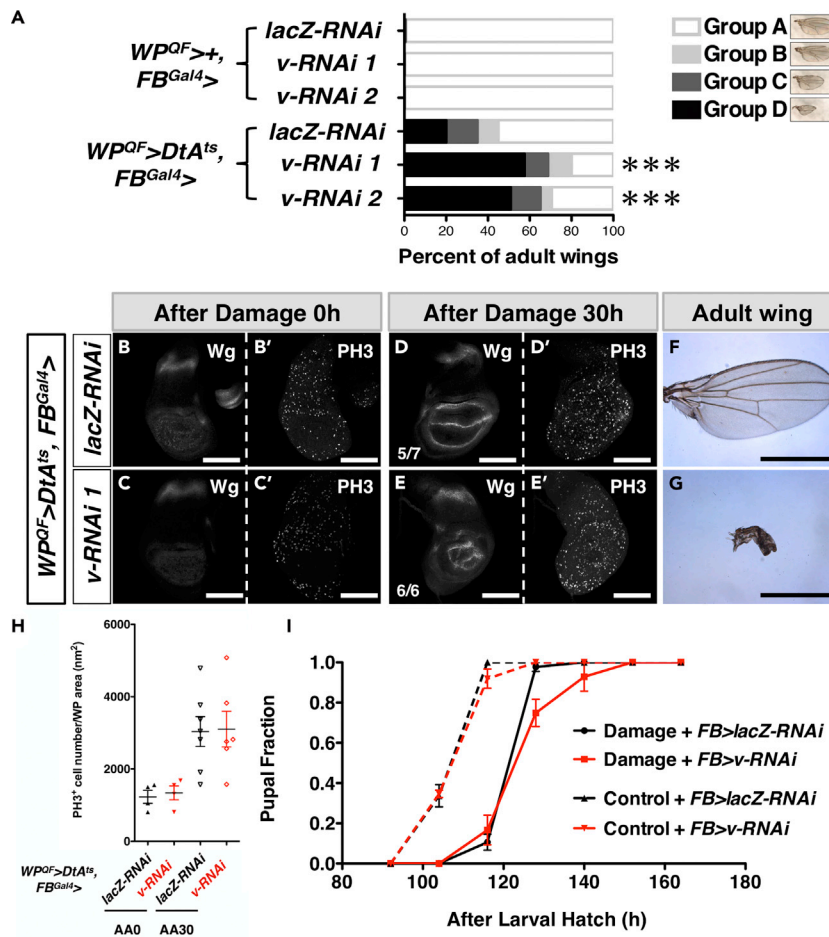 A
WP^QF>+,
FB^Gal4>
lacZ-RNAi
v-RNAi 1
v-RNAi 2
WP^QF>DtA^ts,
FB^Gal4>
lacZ-RNAi
v-RNAi 1 ***
v-RNAi 2 ***
0 20 40 60 80 100
Percent of adult wings
Group A
Group B
Group C
Group D
After Damage 0h After Damage 30h Adult wing
WP^QF>DtA^ts, FB^Gal4>
lacZ-RNAi
B Wg B′ PH3 D Wg D′ PH3 F
5/7
v-RNAi 1
C Wg C′ PH3 E Wg E′ PH3 G
6/6
H
PH3⁺ cell number/WP area (nm²)
6000
4000
2000
0
WP^QF>DtA^ts,
FB^Gal4>
lacZ-RNAi v-RNAi lacZ-RNAi v-RNAi
AA0 AA30
I
Pupal Fraction
1.0
0.8
0.6
0.4
0.2
0.0
80 100 120 140 160 180
After Larval Hatch (h)
Damage + FB>lacZ-RNAi
Damage + FB>v-RNAi
Control + FB>lacZ-RNAi
Control + FB>v-RNAi